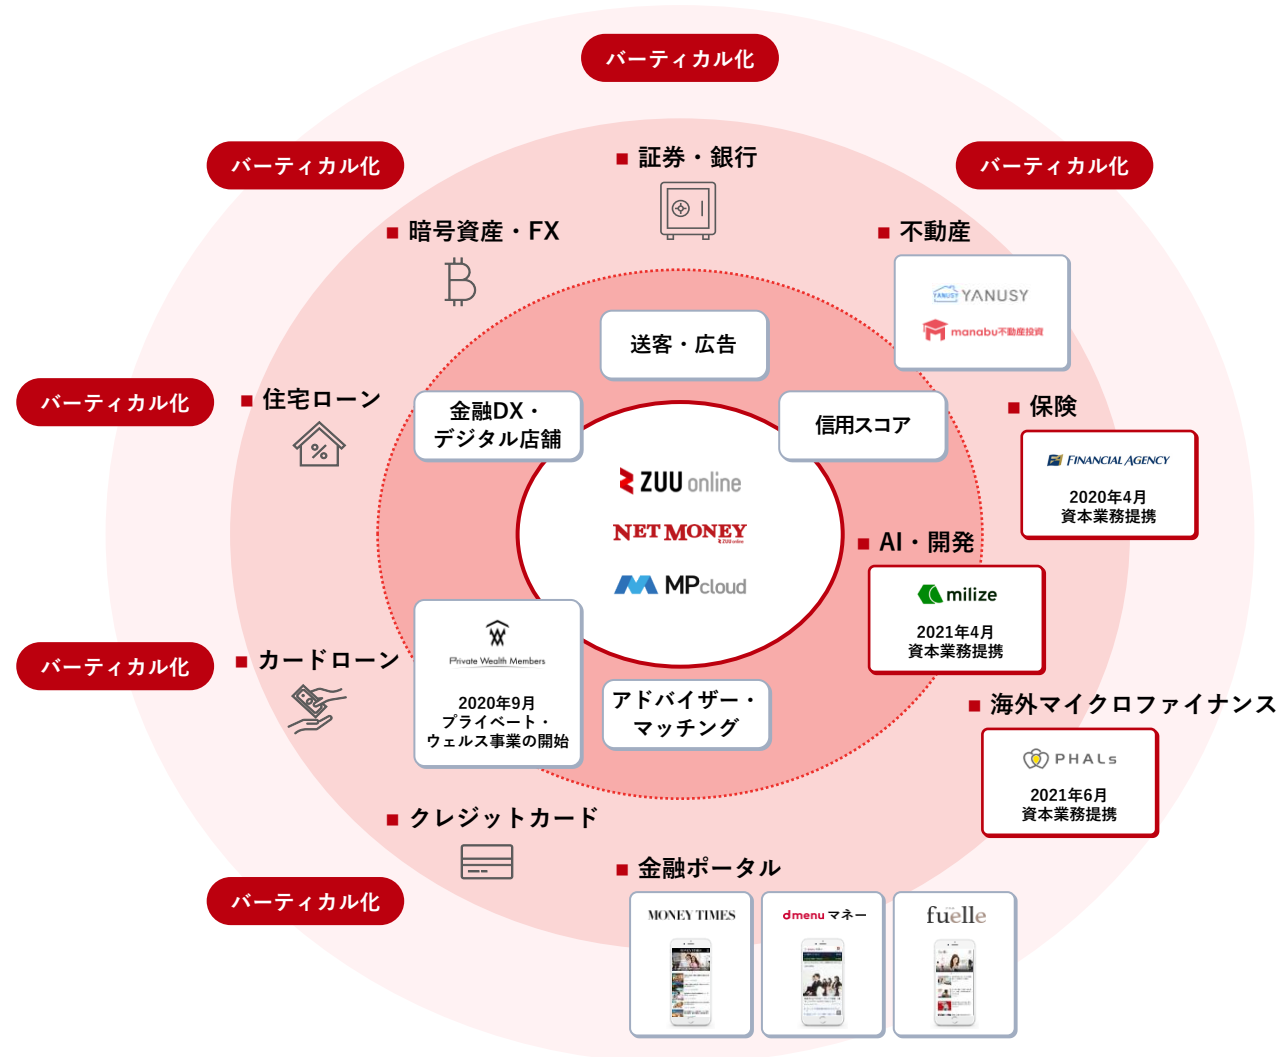 バーティカル化
バーティカル化
バーティカル化
証券・銀行
暗号資産・FX
不動産
YANUSY
YANUSY
manabu不動産投資
送客・広告
バーティカル化
住宅ローン
金融DX・
デジタル店舗
信用スコア
保険
FINANCIAL AGENCY
2020年4月
資本業務提携
ZUU online
NET MONEY
ZUU online
MPcloud
AI・開発
milize
2021年4月
資本業務提携
バーティカル化
カードローン
Private Wealth Members
2020年9月
プライベート・
ウェルス事業の開始
アドバイザー・
マッチング
海外マイクロファイナンス
PHALs
2021年6月
資本業務提携
クレジットカード
バーティカル化
金融ポータル
MONEY TIMES
dmenu マネー
fuelle